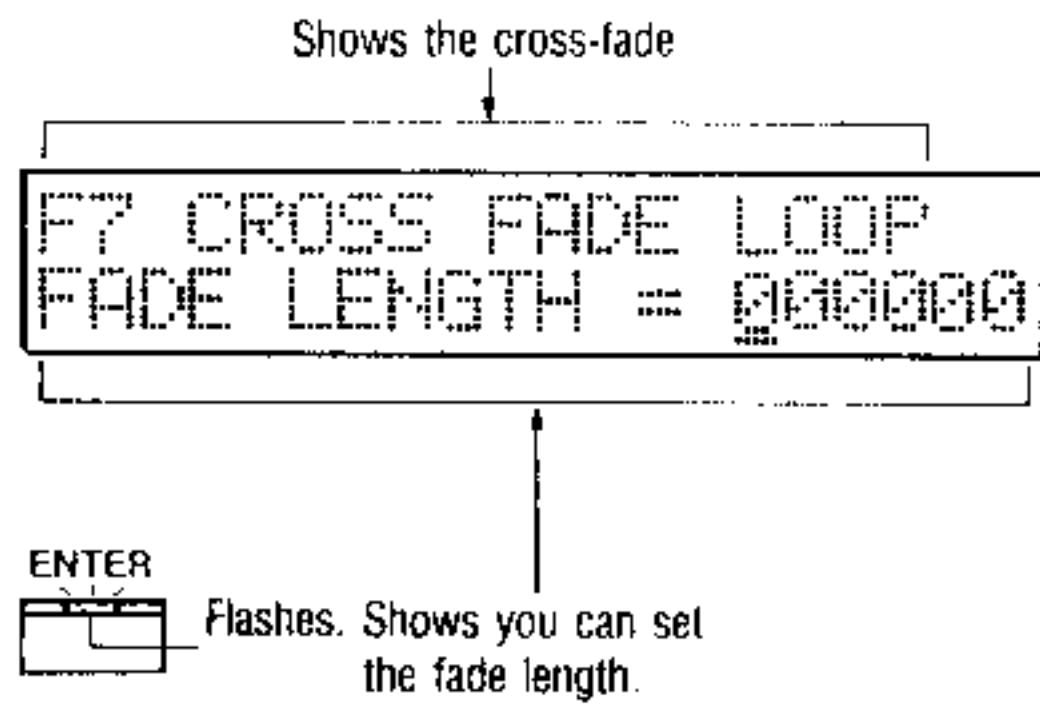 Shows the cross-fade
F7 CROSS FADE LOOP
FADE LENGTH = 000000
ENTER
Flashes. Shows you can set
the fade length.